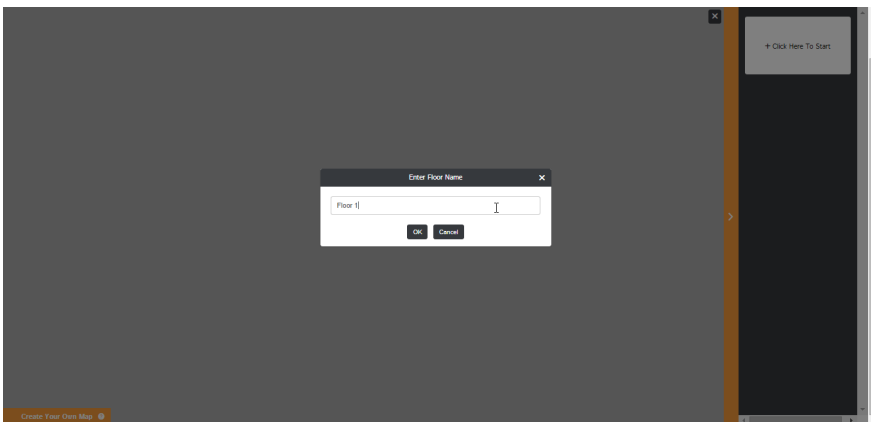 + Click Here To Start
Enter Floor Name
Floor 1
OK
Cancel
Create Your Own Map